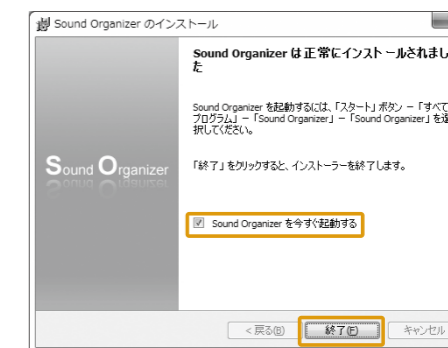 Sound Organizer のインストール
Sound Organizer は正常にインストールされまし
た
Sound Organizer を起動するには、「スタート」ボタン － 「すべて
プログラム」 － 「Sound Organizer」 － 「Sound Organizer」 を選
択してください。
Sound Organizer
「終了」をクリックすると、インストーラーを終了します。
Sound Organizer を今すぐ起動する
< 戻る(B)
終了(F)
キャンセル